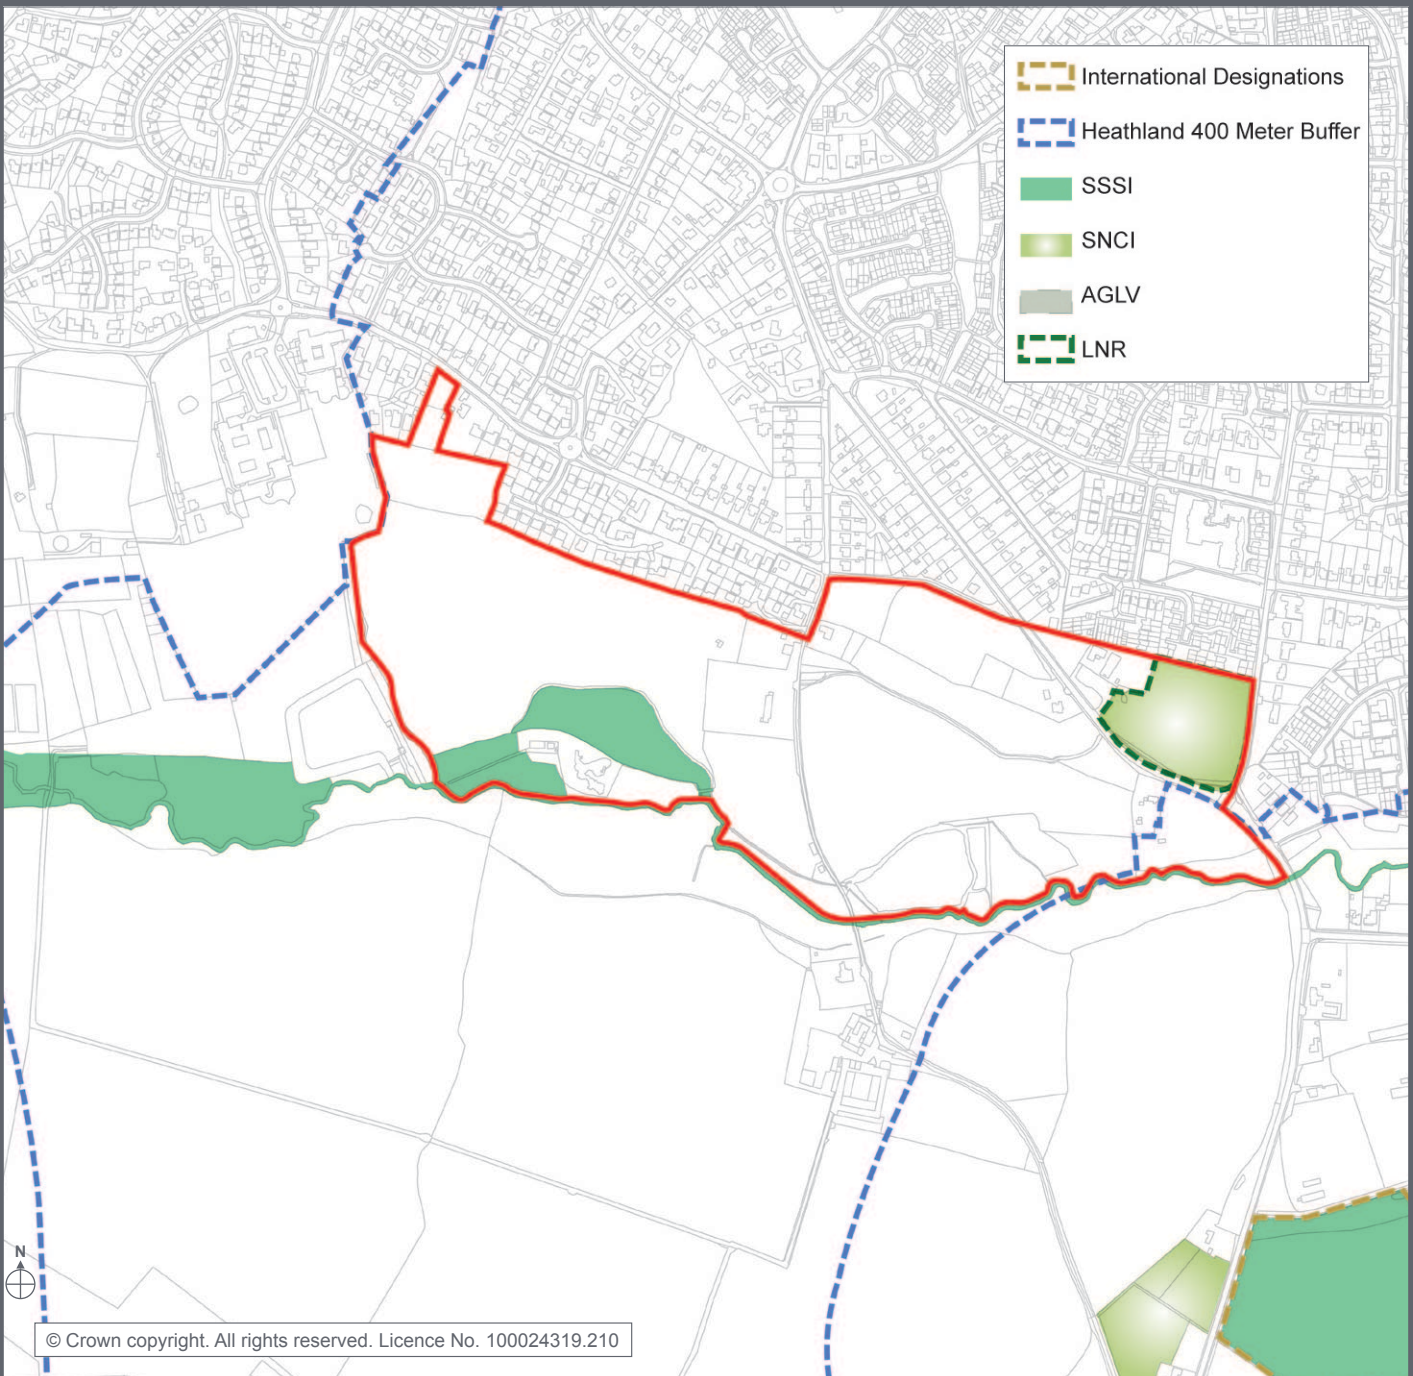 International Designations
Heathland 400 Meter Buffer
SSSI
SNCI
AGLV
LNR
N
© Crown copyright. All rights reserved. Licence No. 100024319.210